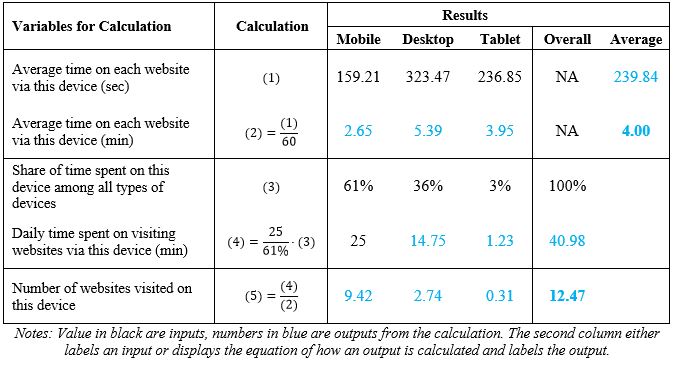 Variables for Calculation Calculation Results
Mobile Desktop Tablet Overall Average
Average time on each website
via this device (sec) (1) 159.21 323.47 236.85 NA 239.84
Average time on each website
via this device (min) (2) = (1)/60 2.65 5.39 3.95 NA 4.00
Share of time spent on this
device among all types of
devices (3) 61% 36% 3% 100%
Daily time spent on visiting
websites via this device (min) (4) = 25/61% · (3) 25 14.75 1.23 40.98
Number of websites visited on
this device (5) = (4)/(2) 9.42 2.74 0.31 12.47
Notes: Value in black are inputs, numbers in blue are outputs from the calculation. The second column either
labels an input or displays the equation of how an output is calculated and labels the output.